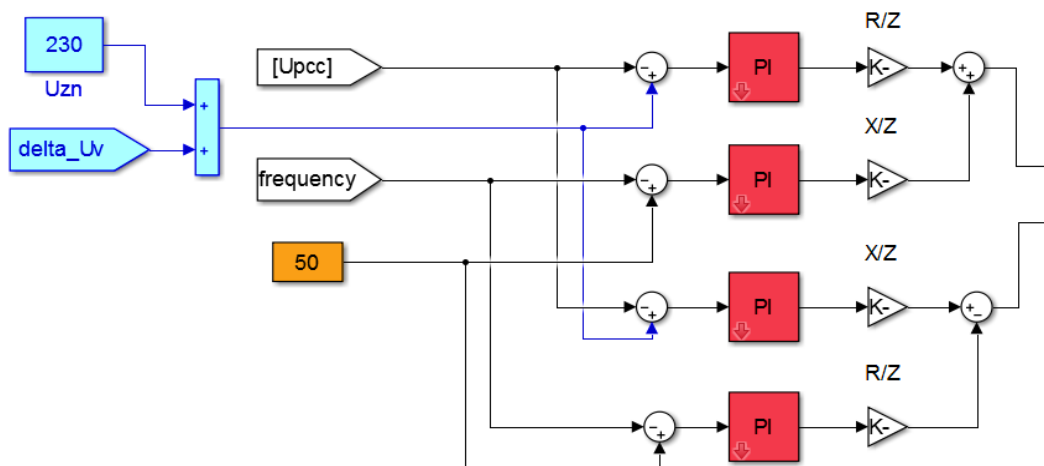 230
Uzn
delta_Uv
+
+
[Upcc]
frequency
50
PI
R/Z
K-
PI
X/Z
K-
PI
X/Z
K-
PI
R/Z
K-